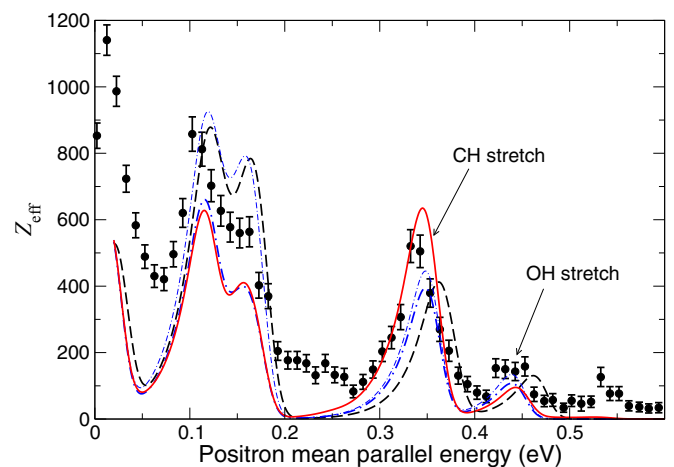 1200
1000
800
600
400
200
0
Z_eff
CH stretch
OH stretch
0 0.1 0.2 0.3 0.4 0.5
Positron mean parallel energy (eV)